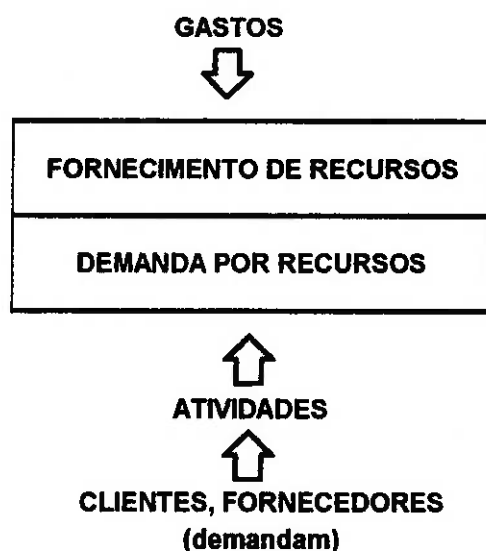 GASTOS
FORNECIMENTO DE RECURSOS
DEMANDA POR RECURSOS
ATIVIDADES
CLIENTES, FORNECEDORES
(demandam)